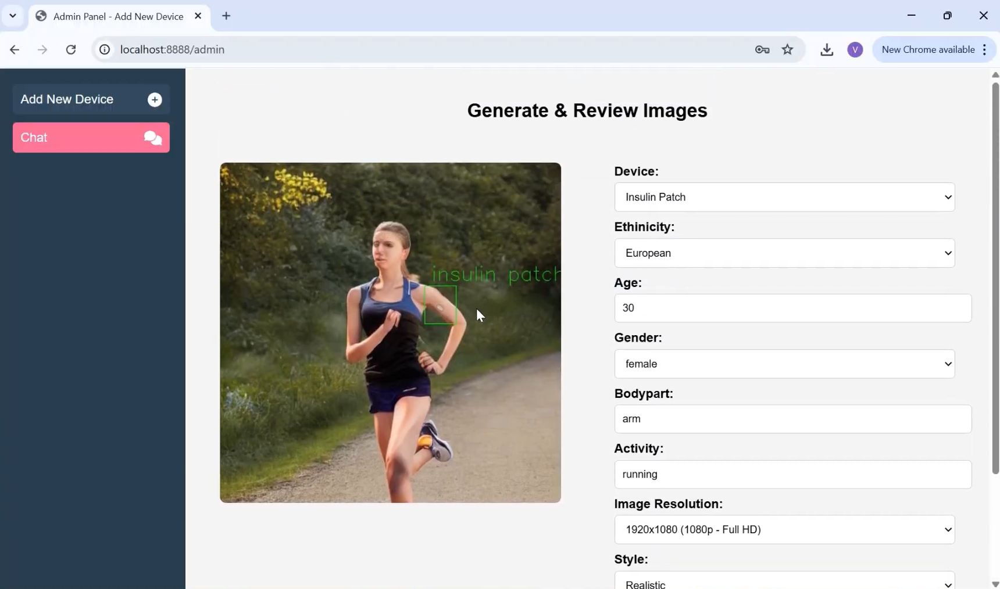 Admin Panel - Add New Device
localhost:8888/admin
V
New Chrome available
Add New Device
Chat
Generate & Review Images
insulin patch
Device:
Insulin Patch
Ethinicity:
European
Age:
30
Gender:
female
Bodypart:
arm
Activity:
running
Image Resolution:
1920x1080 (1080p - Full HD)
Style:
Realistic